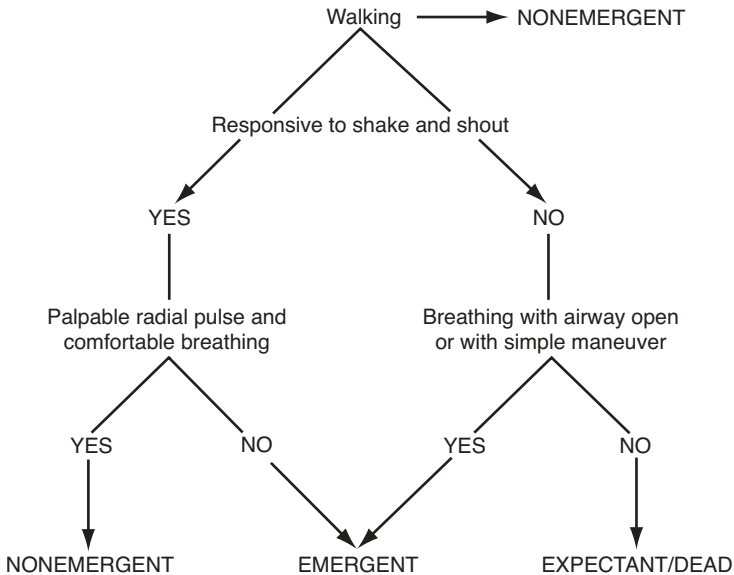 Walking
NONEMERGENT
Responsive to shake and shout
YES
NO
Palpable radial pulse and
comfortable breathing
Breathing with airway open
or with simple maneuver
YES
NO
YES
NO
NONEMERGENT
EMERGENT
EXPECTANT/DEAD